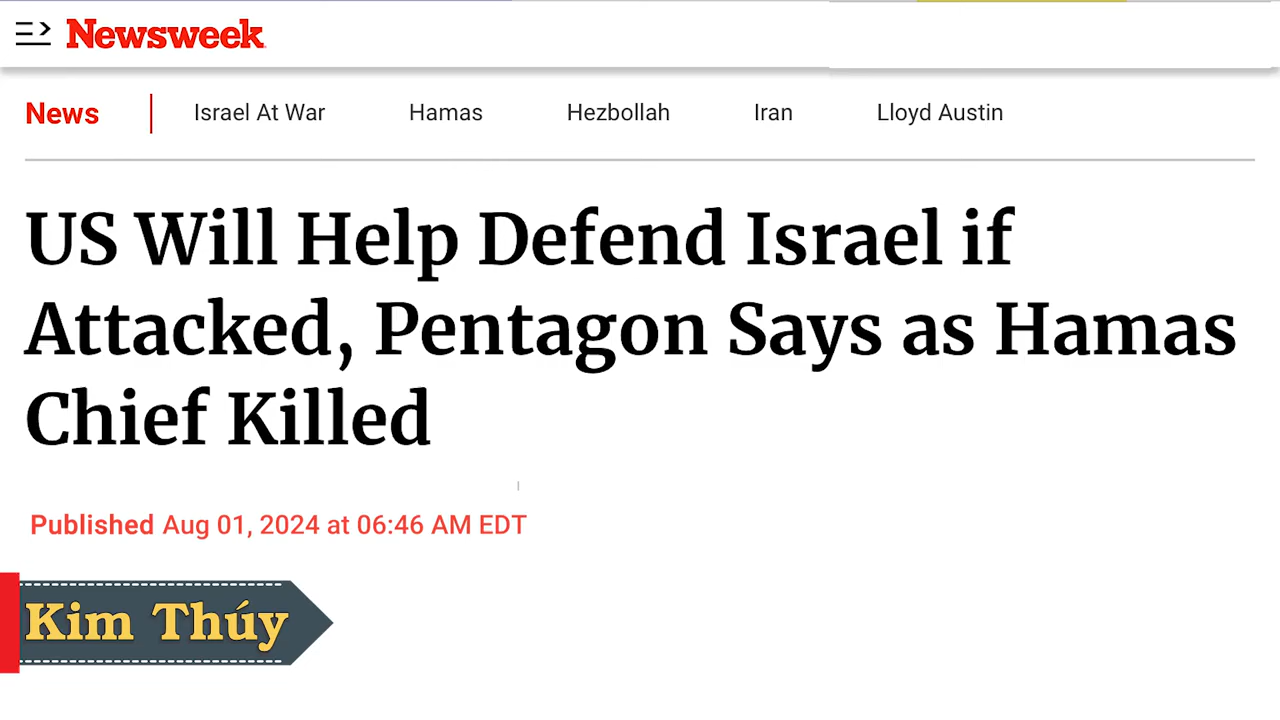 Newsweek
News Israel At War Hamas Hezbollah Iran Lloyd Austin
US Will Help Defend Israel if
Attacked, Pentagon Says as Hamas
Chief Killed
Published Aug 01, 2024 at 06:46 AM EDT
Kim Thúy